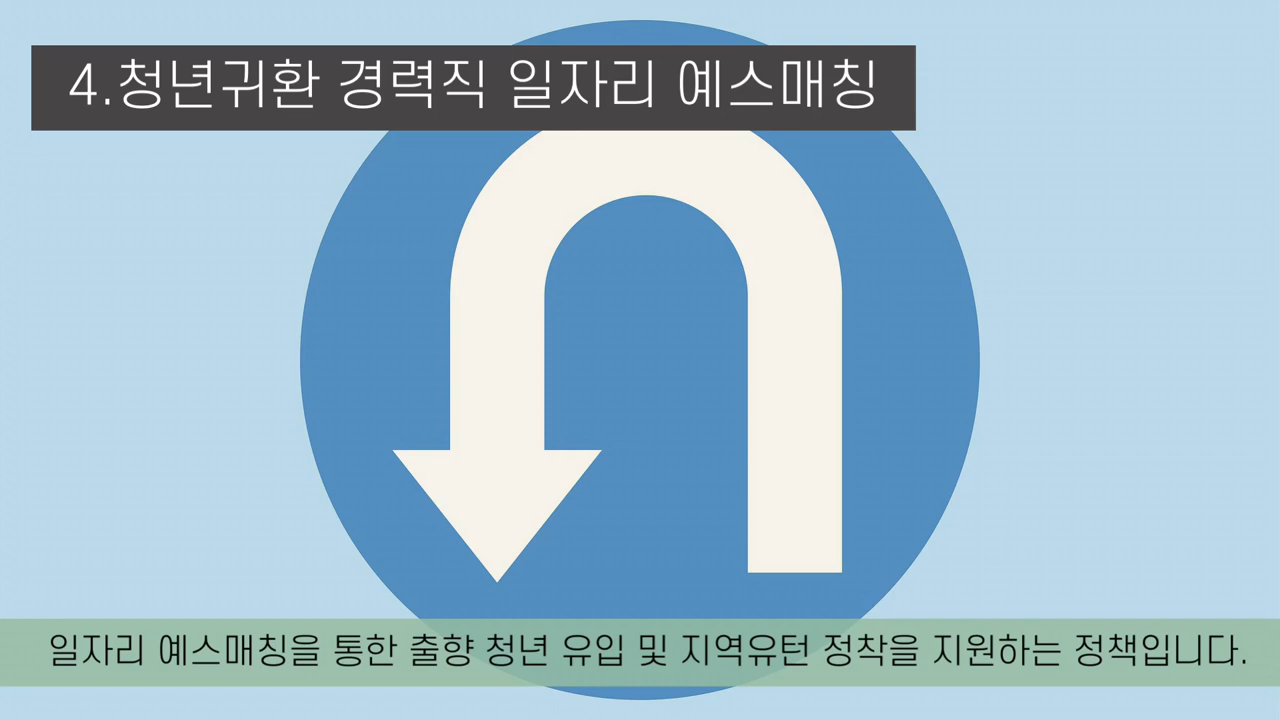 4.청년귀환 경력직 일자리 예스매칭
일자리 예스매칭을 통한 출향 청년 유입 및 지역유턴 정착을 지원하는 정책입니다.